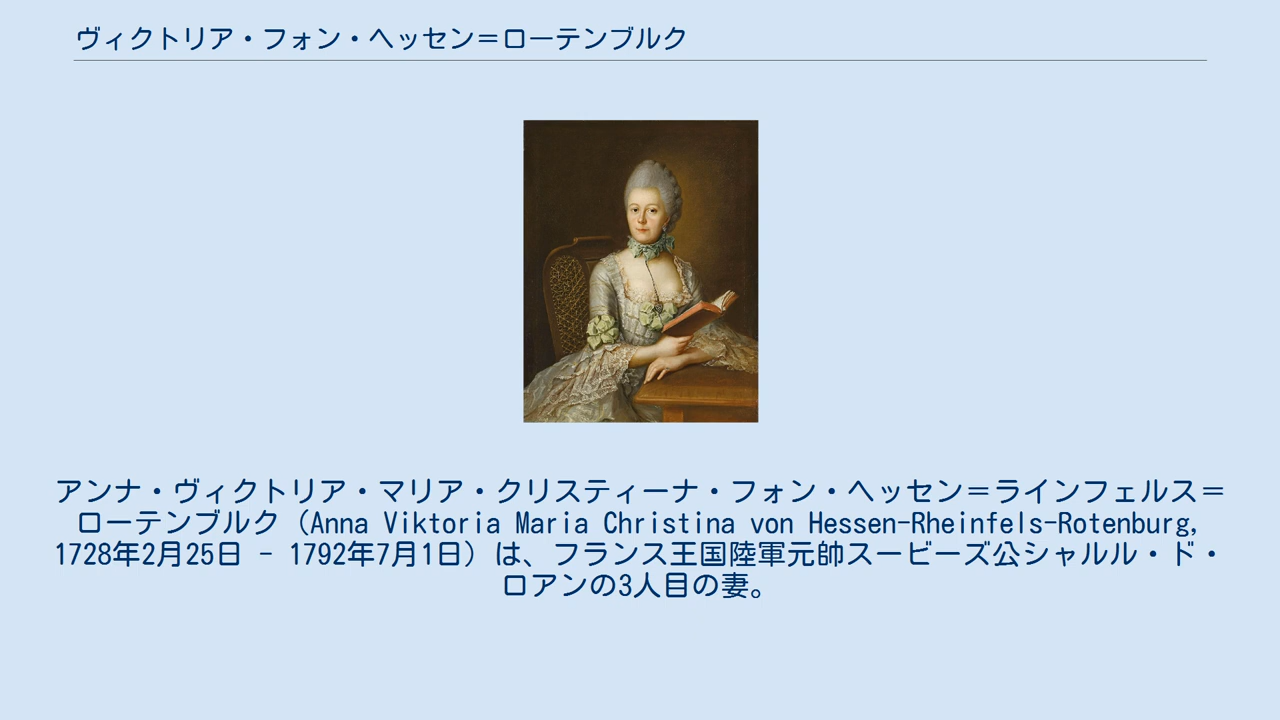 ヴィクトリア・フォン・ヘッセン＝ローテンブルク
アンナ・ヴィクトリア・マリア・クリスティーナ・フォン・ヘッセン＝ラインフェルス＝
ローテンブルク（Anna Viktoria Maria Christina von Hessen-Rheinfels-Rotenburg,
1728年2月25日 - 1792年7月1日）は、フランス王国陸軍元帥スービーズ公シャルル・ド・
ロアンの3人目の妻。